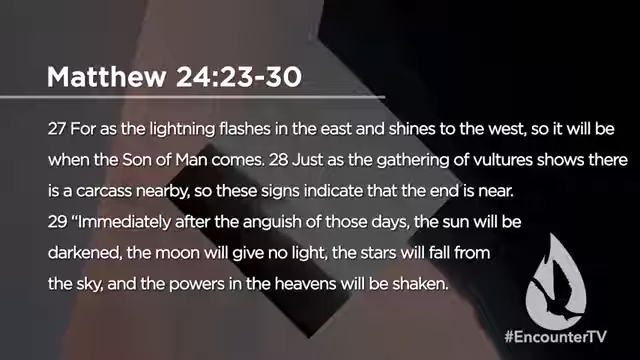 Matthew 24:23-30
27 For as the lightning flashes in the east and shines to the west, so it will be
when the Son of Man comes. 28 Just as the gathering of vultures shows there
is a carcass nearby, so these signs indicate that the end is near.
29 “Immediately after the anguish of those days, the sun will be
darkened, the moon will give no light, the stars will fall from
the sky, and the powers in the heavens will be shaken.
#EncounterTV